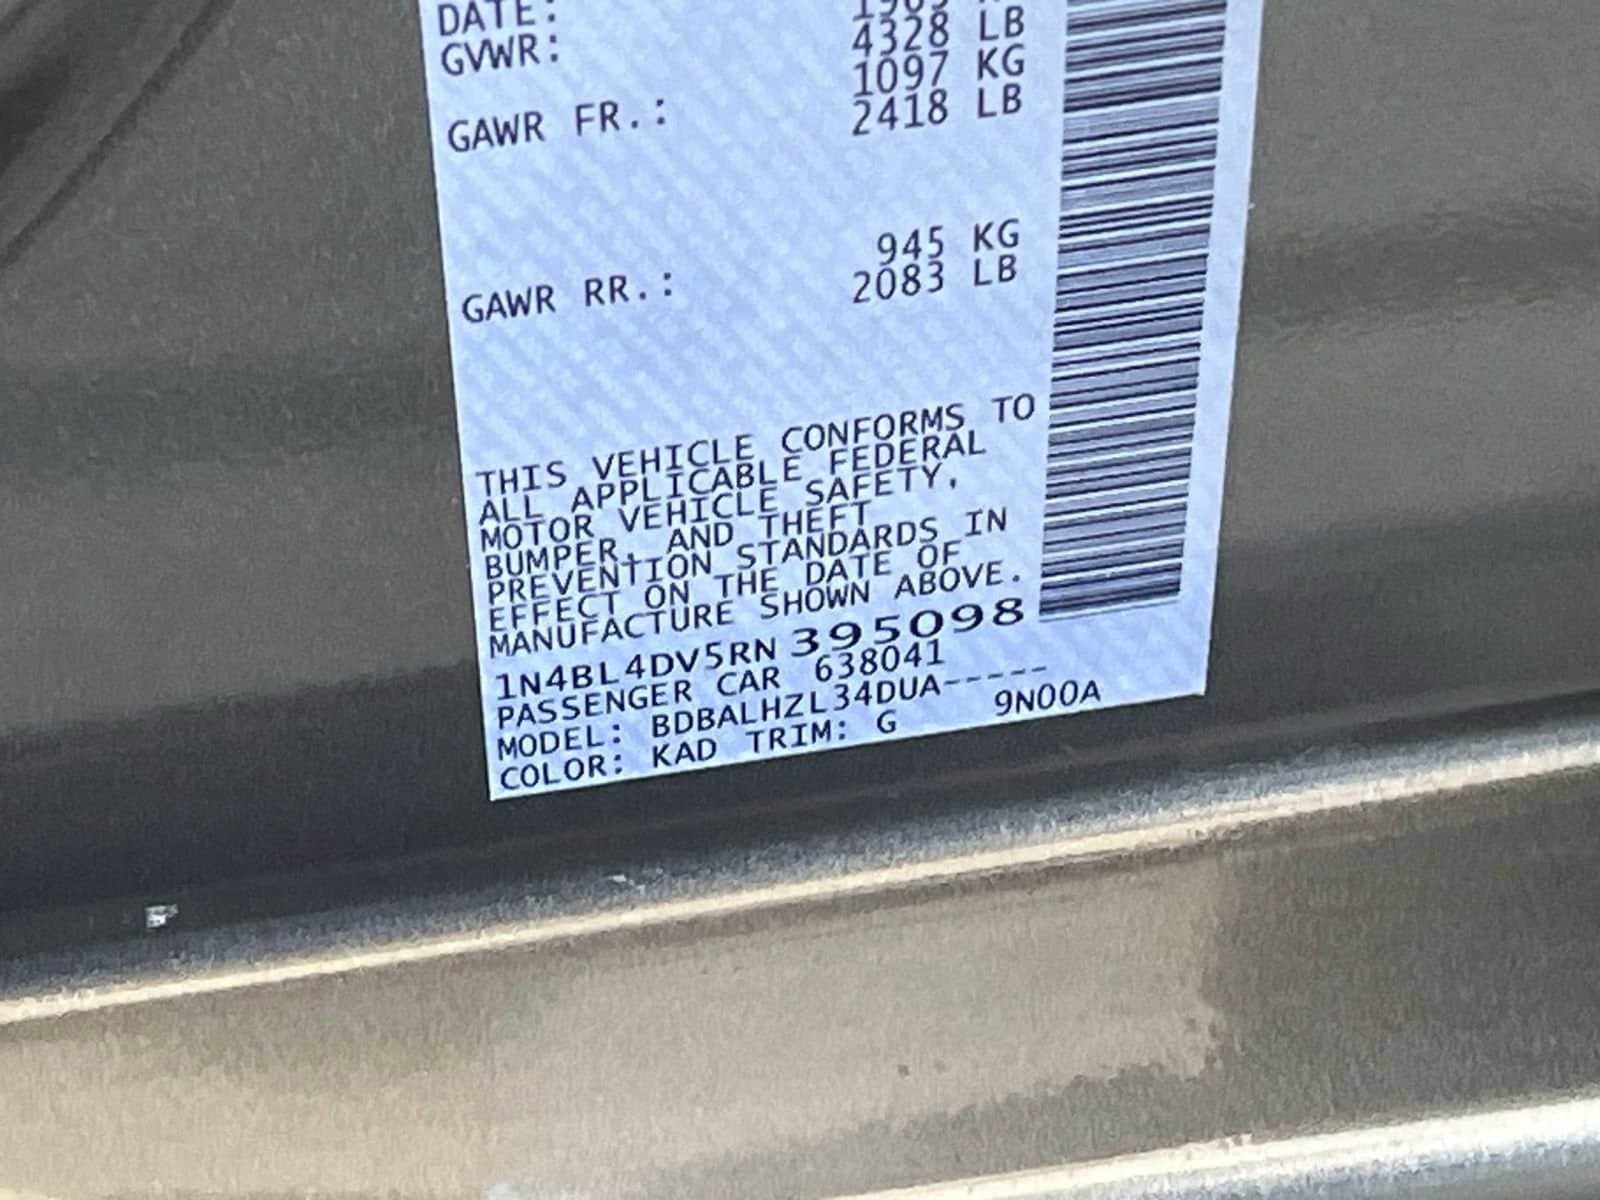 DATE:
GVWR: 4328 LB
1097 KG
GAWR FR.: 2418 LB
945 KG
GAWR RR.: 2083 LB
THIS VEHICLE CONFORMS TO
ALL APPLICABLE FEDERAL
MOTOR VEHICLE SAFETY,
BUMPER, AND THEFT
PREVENTION STANDARDS IN
EFFECT ON THE DATE OF
MANUFACTURE SHOWN ABOVE.
1N4BL4DV5RN 395098
PASSENGER CAR 638041
MODEL: BDBALHZL34DUA-----
COLOR: KAD TRIM: G 9N00A